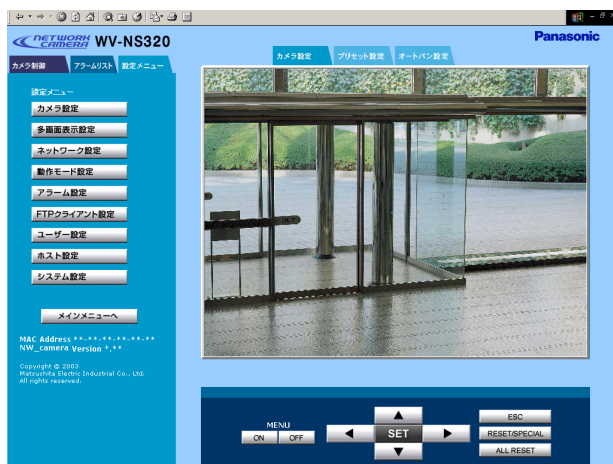 NETWORK CAMERA WV-NS320
Panasonic
カメラ制御 アラームリスト 設定メニュー
カメラ設定 プリセット設定 オートパン設定
設定メニュー
カメラ設定
多画面表示設定
ネットワーク設定
動作モード設定
アラーム設定
FTPクライアント設定
ユーザー設定
ホスト設定
システム設定
メインメニューへ
MAC Address **-**-**-**-**-**
NW_camera Version *.**
Copyright © 2003
Matsushita Electric Industrial Co., Ltd.
All rights reserved.
MENU
ON OFF
SET
ESC
RESET/SPECIAL
ALL RESET